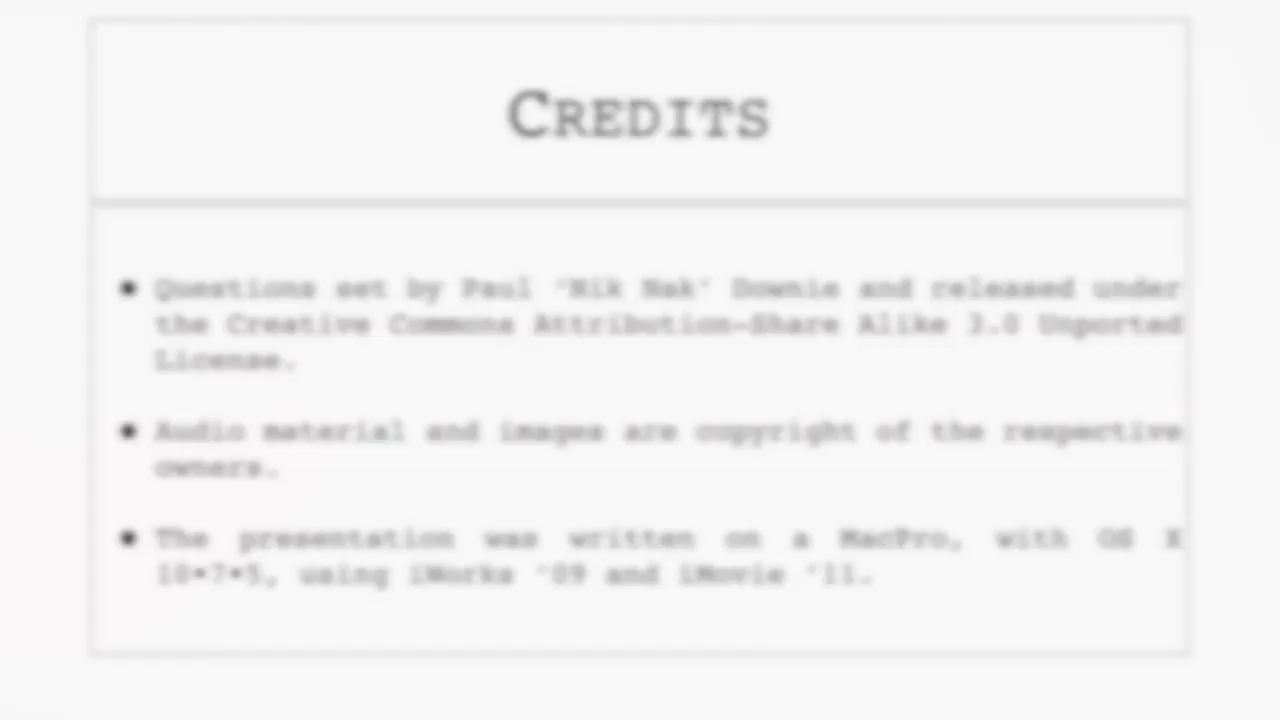 CREDITS
• Questions set by Paul ‘Nik Nak’ Downie and released under
the Creative Commons Attribution-Share Alike 3.0 Unported
License.
• Audio material and images are copyright of the respective
owners.
• The presentation was written on a MacPro, with OS X
10•7•5, using iWorks ‘09 and iMovie ‘11.